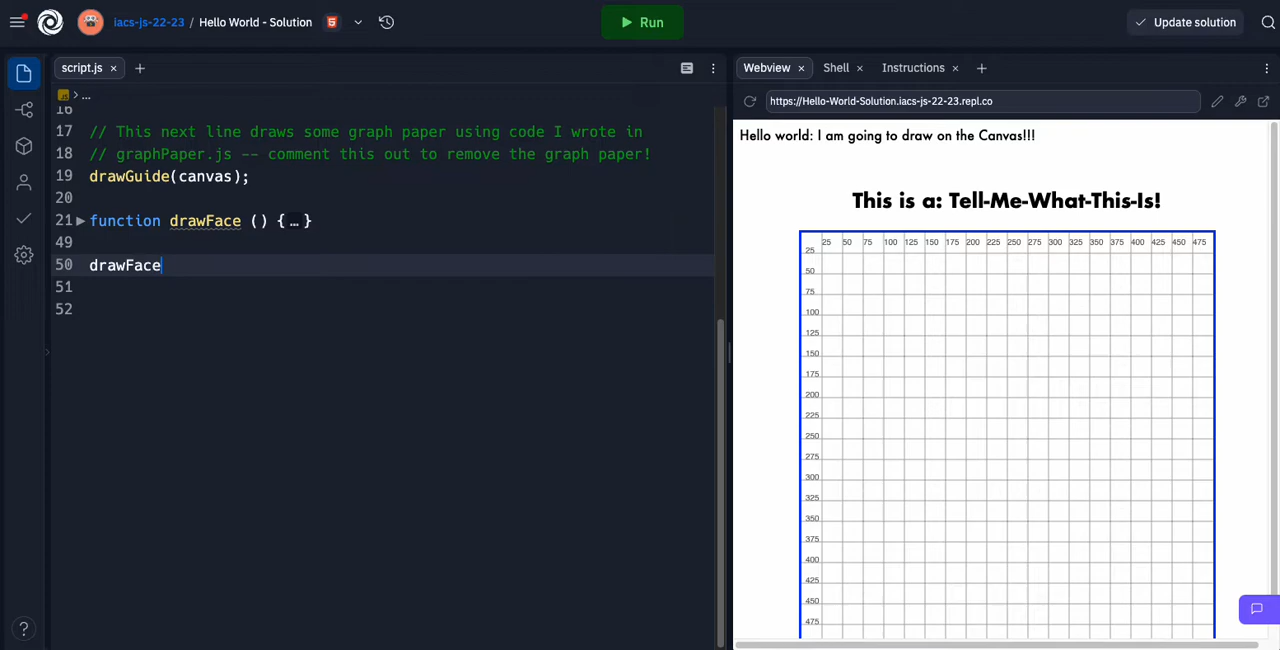 iacs-js-22-23 / Hello World - Solution
Run
Update solution
script.js
...
Webview
Shell
Instructions
https://Hello-World-Solution.iacs-js-22-23.repl.co
16
17 // This next line draws some graph paper using code I wrote in
18 // graphPaper.js -- comment this out to remove the graph paper!
19 drawGuide(canvas);
20
21 function drawFace () {…}
49
50 drawFace
51
52
Hello world: I am going to draw on the Canvas!!!
This is a: Tell-Me-What-This-Is!
25 50 75 100 125 150 175 200 225 250 275 300 325 350 375 400 425 450 475
25
50
75
100
125
150
175
200
225
250
275
300
325
350
375
400
425
450
475